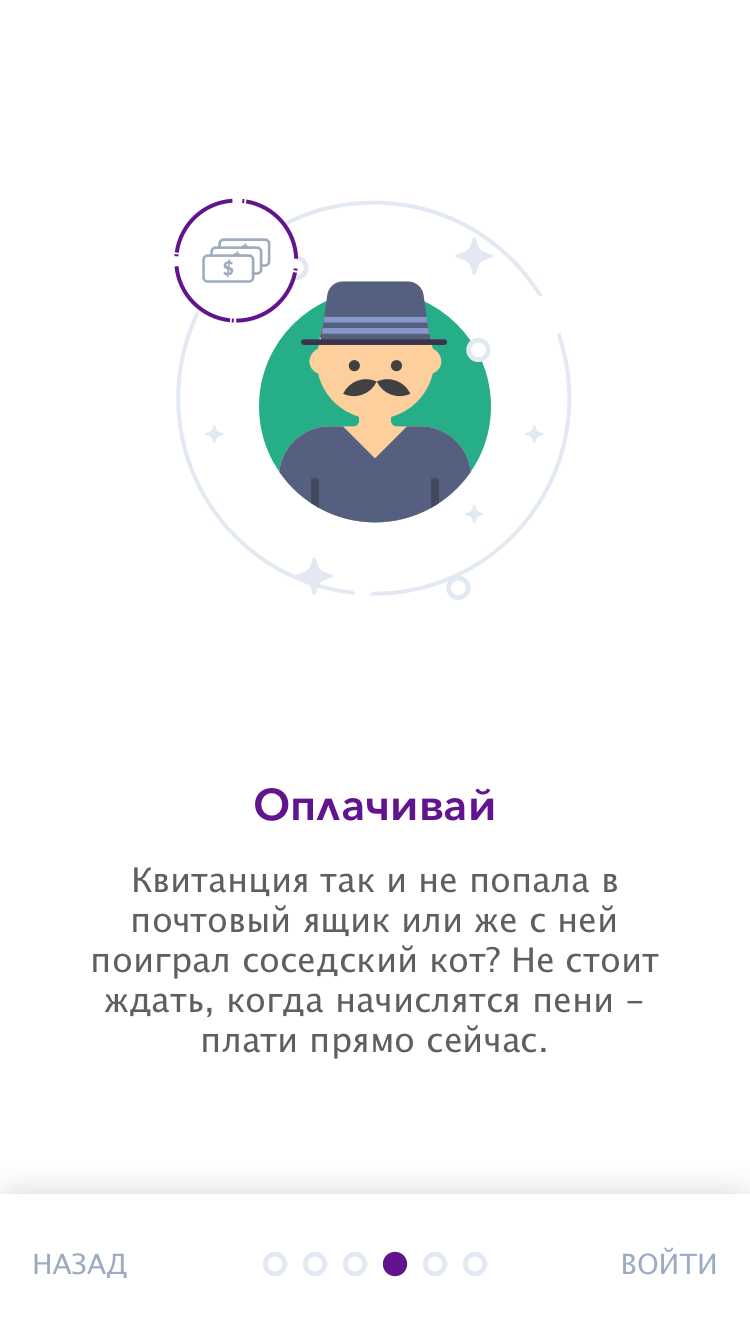 $
Оплачивай
Квитанция так и не попала в
почтовый ящик или же с ней
поиграл соседский кот? Не стоит
ждать, когда начислятся пени –
плати прямо сейчас.
НАЗАД
ВОЙТИ